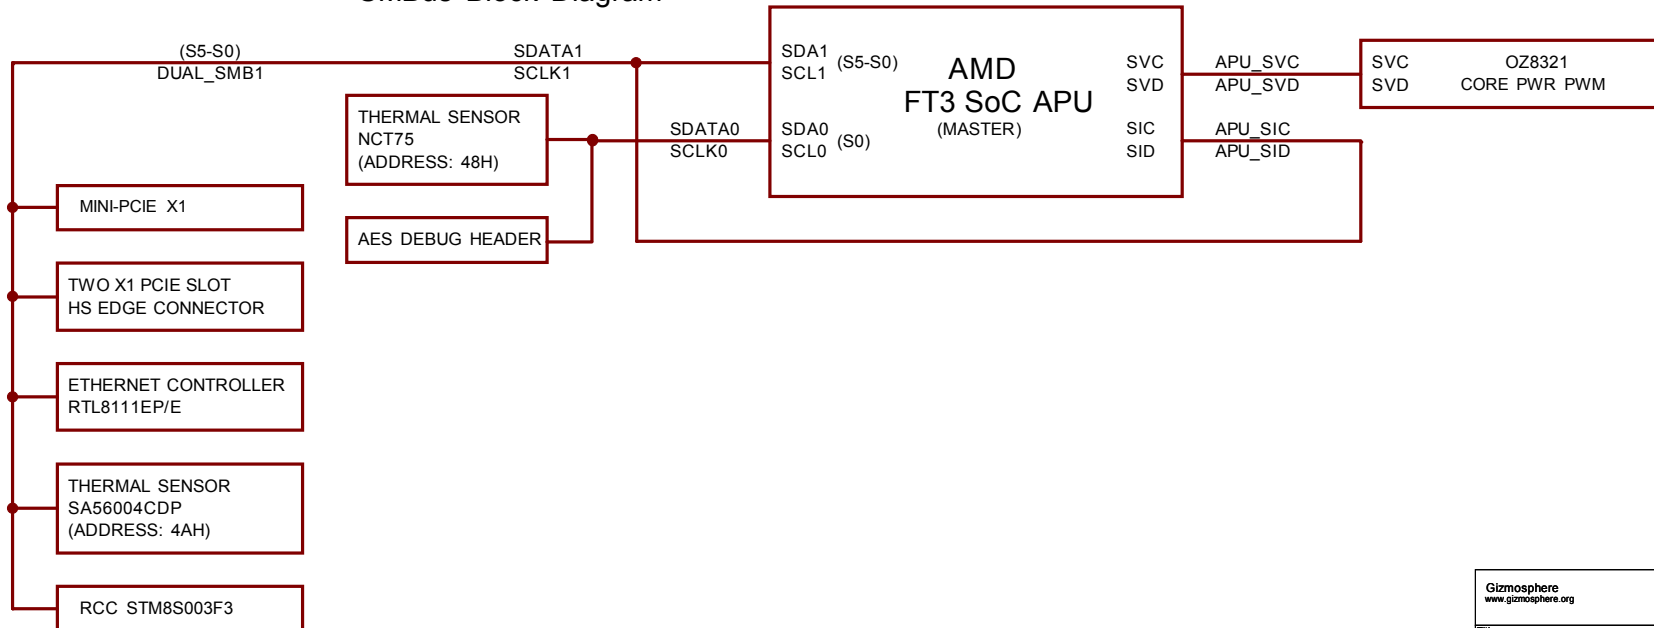 SMBus Block Diagram
(S5-S0)
DUAL_SMB1
SDATA1
SCLK1
SDA1
SCL1
(S5-S0)
AMD
FT3 SoC APU
(MASTER)
SVC
SVD
APU_SVC
APU_SVD
SVC
SVD
OZ8321
CORE PWR PWM
THERMAL SENSOR
NCT75
(ADDRESS: 48H)
SDATA0
SCLK0
SDA0
SCL0
(S0)
SIC
SID
APU_SIC
APU_SID
MINI-PCIE X1
AES DEBUG HEADER
TWO X1 PCIE SLOT
HS EDGE CONNECTOR
ETHERNET CONTROLLER
RTL8111EP/E
THERMAL SENSOR
SA56004CDP
(ADDRESS: 4AH)
RCC STM8S003F3
Gizmosphere
www.gizmosphere.org